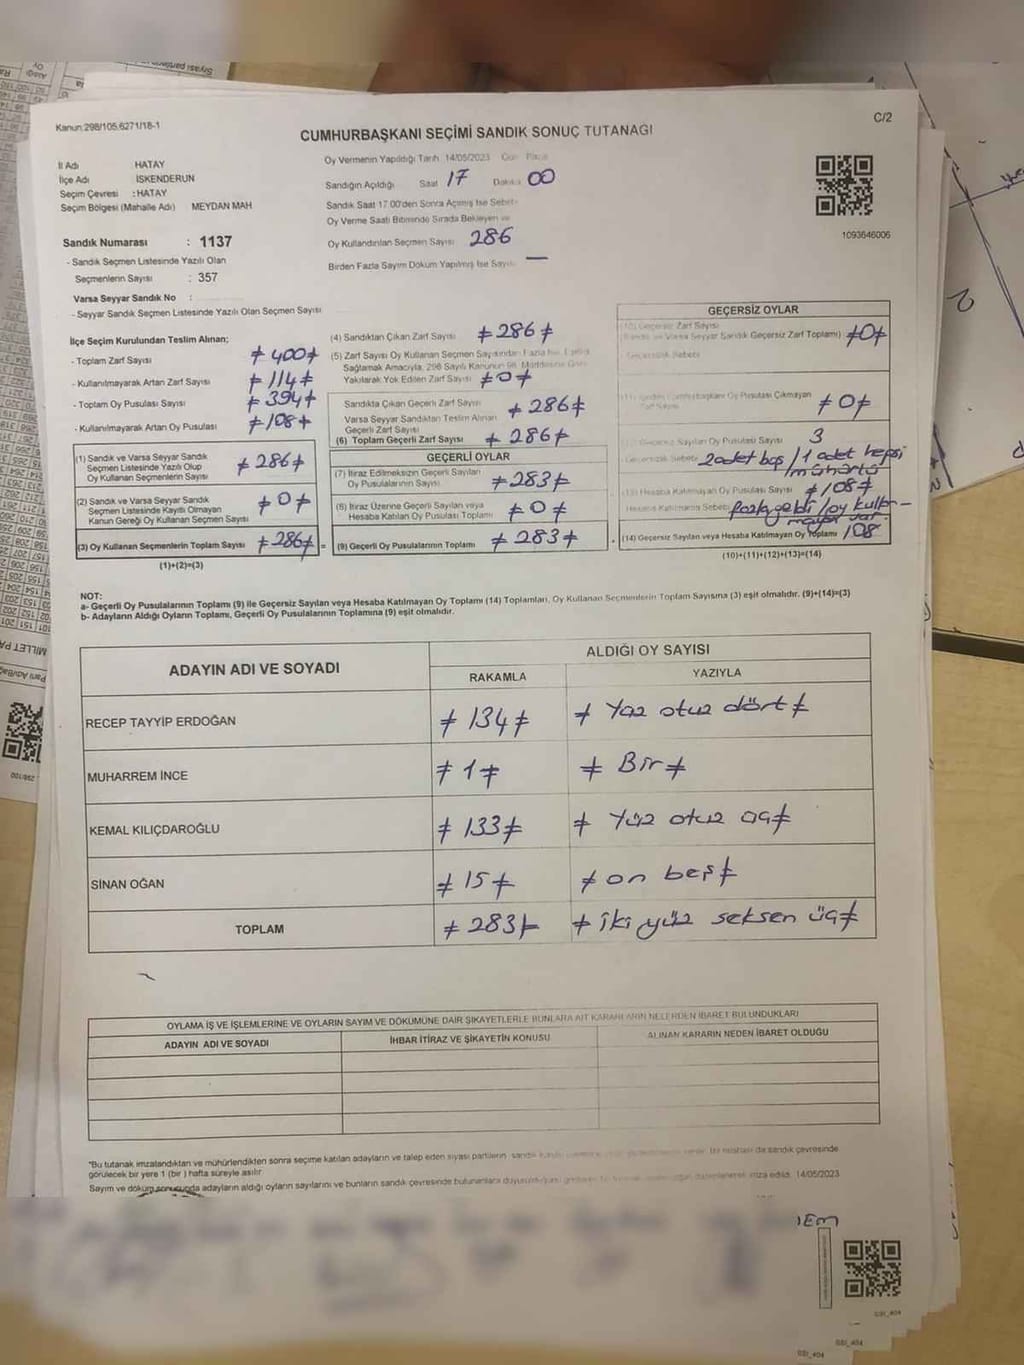 Kanun:298/105.6271/18-1
C/2
CUMHURBAŞKANI SEÇİMİ SANDIK SONUÇ TUTANAĞI
İl Adı HATAY
İlçe Adı İSKENDERUN
Seçim Çevresi : HATAY
Seçim Bölgesi (Mahalle Adı) MEYDAN MAH
Sandık Numarası : 1137
- Sandık Seçmen Listesinde Yazılı Olan
Seçmenlerin Sayısı : 357
Varsa Seyyar Sandık No :
- Seyyar Sandık Seçmen Listesinde Yazılı Olan Seçmen Sayısı
Oy Vermenin Yapıldığı Tarih 14/05/2023 Gün Pazar
Sandığın Açıldığı Saat 17 Dakika 00
Sandık Saat 17.00'den Sonra Açımış İse Sebebi
Oy Verme Saati Bitiminde Sırada Bekleyen ve
Oy Kullandırılan Seçmen Sayısı 286
Birden Fazla Sayım Döküm Yapılmış İse Sayısı —
1093646006
İlçe Seçim Kurulundan Teslim Alınan;
- Toplam Zarf Sayısı ≠ 400 ≠
- Kullanılmayarak Artan Zarf Sayısı ≠ 114 ≠
- Toplam Oy Pusulası Sayısı ≠ 394 ≠
- Kullanılmayarak Artan Oy Pusulası ≠ 108 ≠
(1) Sandık ve Varsa Seyyar Sandık
Seçmen Listesinde Yazılı Olup
Oy Kullanan Seçmenlerin Sayısı ≠ 286 ≠
(2) Sandık ve Varsa Seyyar Sandık
Seçmen Listesinde Kayıtlı Olmayan
Kanun Gereği Oy Kullanan Seçmen Sayısı ≠ 0 ≠
(3) Oy Kullanan Seçmenlerin Toplam Sayısı ≠ 286 ≠
(1)+(2)=(3)
(4) Sandıktan Çıkan Zarf Sayısı ≠ 286 ≠
(5) Zarf Sayısı Oy Kullanan Seçmen Sayısından Fazla İse, Eşitlik
Sağlamak Amacıyla, 298 Sayılı Kanunun 98. Maddesine Göre
Yakılarak Yok Edilen Zarf Sayısı ≠ 0 ≠
Sandıkta Çıkan Geçerli Zarf Sayısı ≠ 286 ≠
Varsa Seyyar Sandıktan Teslim Alınan
Geçerli Zarf Sayısı
(6) Toplam Geçerli Zarf Sayısı ≠ 286 ≠
GEÇERLİ OYLAR
(7) İtiraz Edilmeksizin Geçerli Sayılan
Oy Pusulalarının Sayısı ≠ 283 ≠
(8) İtiraz Üzerine Geçerli Sayılan veya
Hesaba Katılan Oy Pusulası Toplamı ≠ 0 ≠
(9) Geçerli Oy Pusulalarının Toplamı ≠ 283 ≠
GEÇERSİZ OYLAR
(10) Geçersiz Zarf Sayısı
(Sandık ve Varsa Seyyar Sandık Geçersiz Zarf Toplamı) ≠ 0 ≠
Geçersizlik Sebebi
Cumhurbaşkanı Oy Pusulası Çıkmayan
Zarf Sayısı ≠ 0 ≠
Geçersiz Sayılan Oy Pusulası Sayısı 3
Geçersizlik Sebebi 2 adet boş / 1 adet hepsi
mühürlü
(13) Hesaba Katılmayan Oy Pusulası Sayısı ≠ 108 ≠
Hesaba Katılmama Sebebi fazla geldi / oy kullan-
mayan var
(14) Geçersiz Sayılan veya Hesaba Katılmayan Oy Toplamı 108
(10)+(11)+(12)+(13)=(14)
NOT:
a- Geçerli Oy Pusulalarının Toplamı (9) ile Geçersiz Sayılan veya Hesaba Katılmayan Oy Toplamı (14) Toplamları, Oy Kullanan Seçmenlerin Toplam Sayısına (3) eşit olmalıdır. (9)+(14)=(3)
b- Adayların Aldığı Oyların Toplamı, Geçerli Oy Pusulalarının Toplamına (9) eşit olmalıdır.
ADAYIN ADI VE SOYADI
ALDIĞI OY SAYISI
RAKAMLA YAZIYLA
RECEP TAYYİP ERDOĞAN ≠ 134 ≠ ≠ Yüz otuz dört ≠
MUHARREM İNCE ≠ 1 ≠ ≠ Bir ≠
KEMAL KILIÇDAROĞLU ≠ 133 ≠ ≠ Yüz otuz üç ≠
SİNAN OĞAN ≠ 15 ≠ ≠ on beş ≠
TOPLAM ≠ 283 ≠ ≠ iki yüz seksen üç ≠
OYLAMA İŞ VE İŞLEMLERİNE VE OYLARIN SAYIM VE DÖKÜMÜNE DAİR ŞİKAYETLERLE BUNLARA AİT KARARLARIN NELERDEN İBARET BULUNDUKLARI
ADAYIN ADI VE SOYADI İHBAR İTİRAZ VE ŞİKAYETİN KONUSU ALINAN KARARIN NEDEN İBARET OLDUĞU
"Bu tutanak imzalandıktan ve mühürlendikten sonra seçime katılan adayların ve talep eden siyasi partilerin sandık çevresinde
görülecek bir yere 1 (bir) hafta süreyle asılır
Sayım ve döküm sonucunda adayların aldığı oyların sayılarını ve bunların sandık çevresinde bulunanlara imza edildi. 14/05/2023